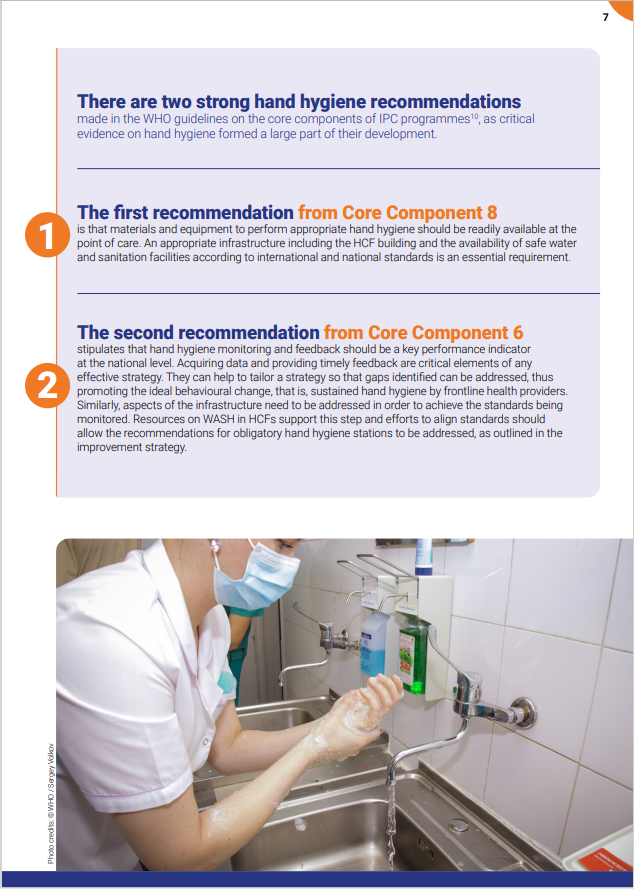 7
There are two strong hand hygiene recommendations
made in the WHO guidelines on the core components of IPC programmes¹⁰, as critical
evidence on hand hygiene formed a large part of their development.
1
The first recommendation from Core Component 8
is that materials and equipment to perform appropriate hand hygiene should be readily available at the
point of care. An appropriate infrastructure including the HCF building and the availability of safe water
and sanitation facilities according to international and national standards is an essential requirement.
2
The second recommendation from Core Component 6
stipulates that hand hygiene monitoring and feedback should be a key performance indicator
at the national level. Acquiring data and providing timely feedback are critical elements of any
effective strategy. They can help to tailor a strategy so that gaps identified can be addressed, thus
promoting the ideal behavioural change, that is, sustained hand hygiene by frontline health providers.
Similarly, aspects of the infrastructure need to be addressed in order to achieve the standards being
monitored. Resources on WASH in HCFs support this step and efforts to align standards should
allow the recommendations for obligatory hand hygiene stations to be addressed, as outlined in the
improvement strategy.
Photo credits: © WHO / Sergey Volkov